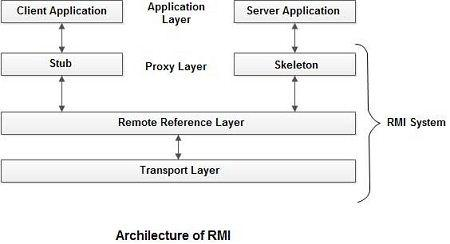 Client Application
Application
Layer
Server Application
Stub
Proxy Layer
Skeleton
Remote Reference Layer
RMI System
Transport Layer
Archilecture of RMI